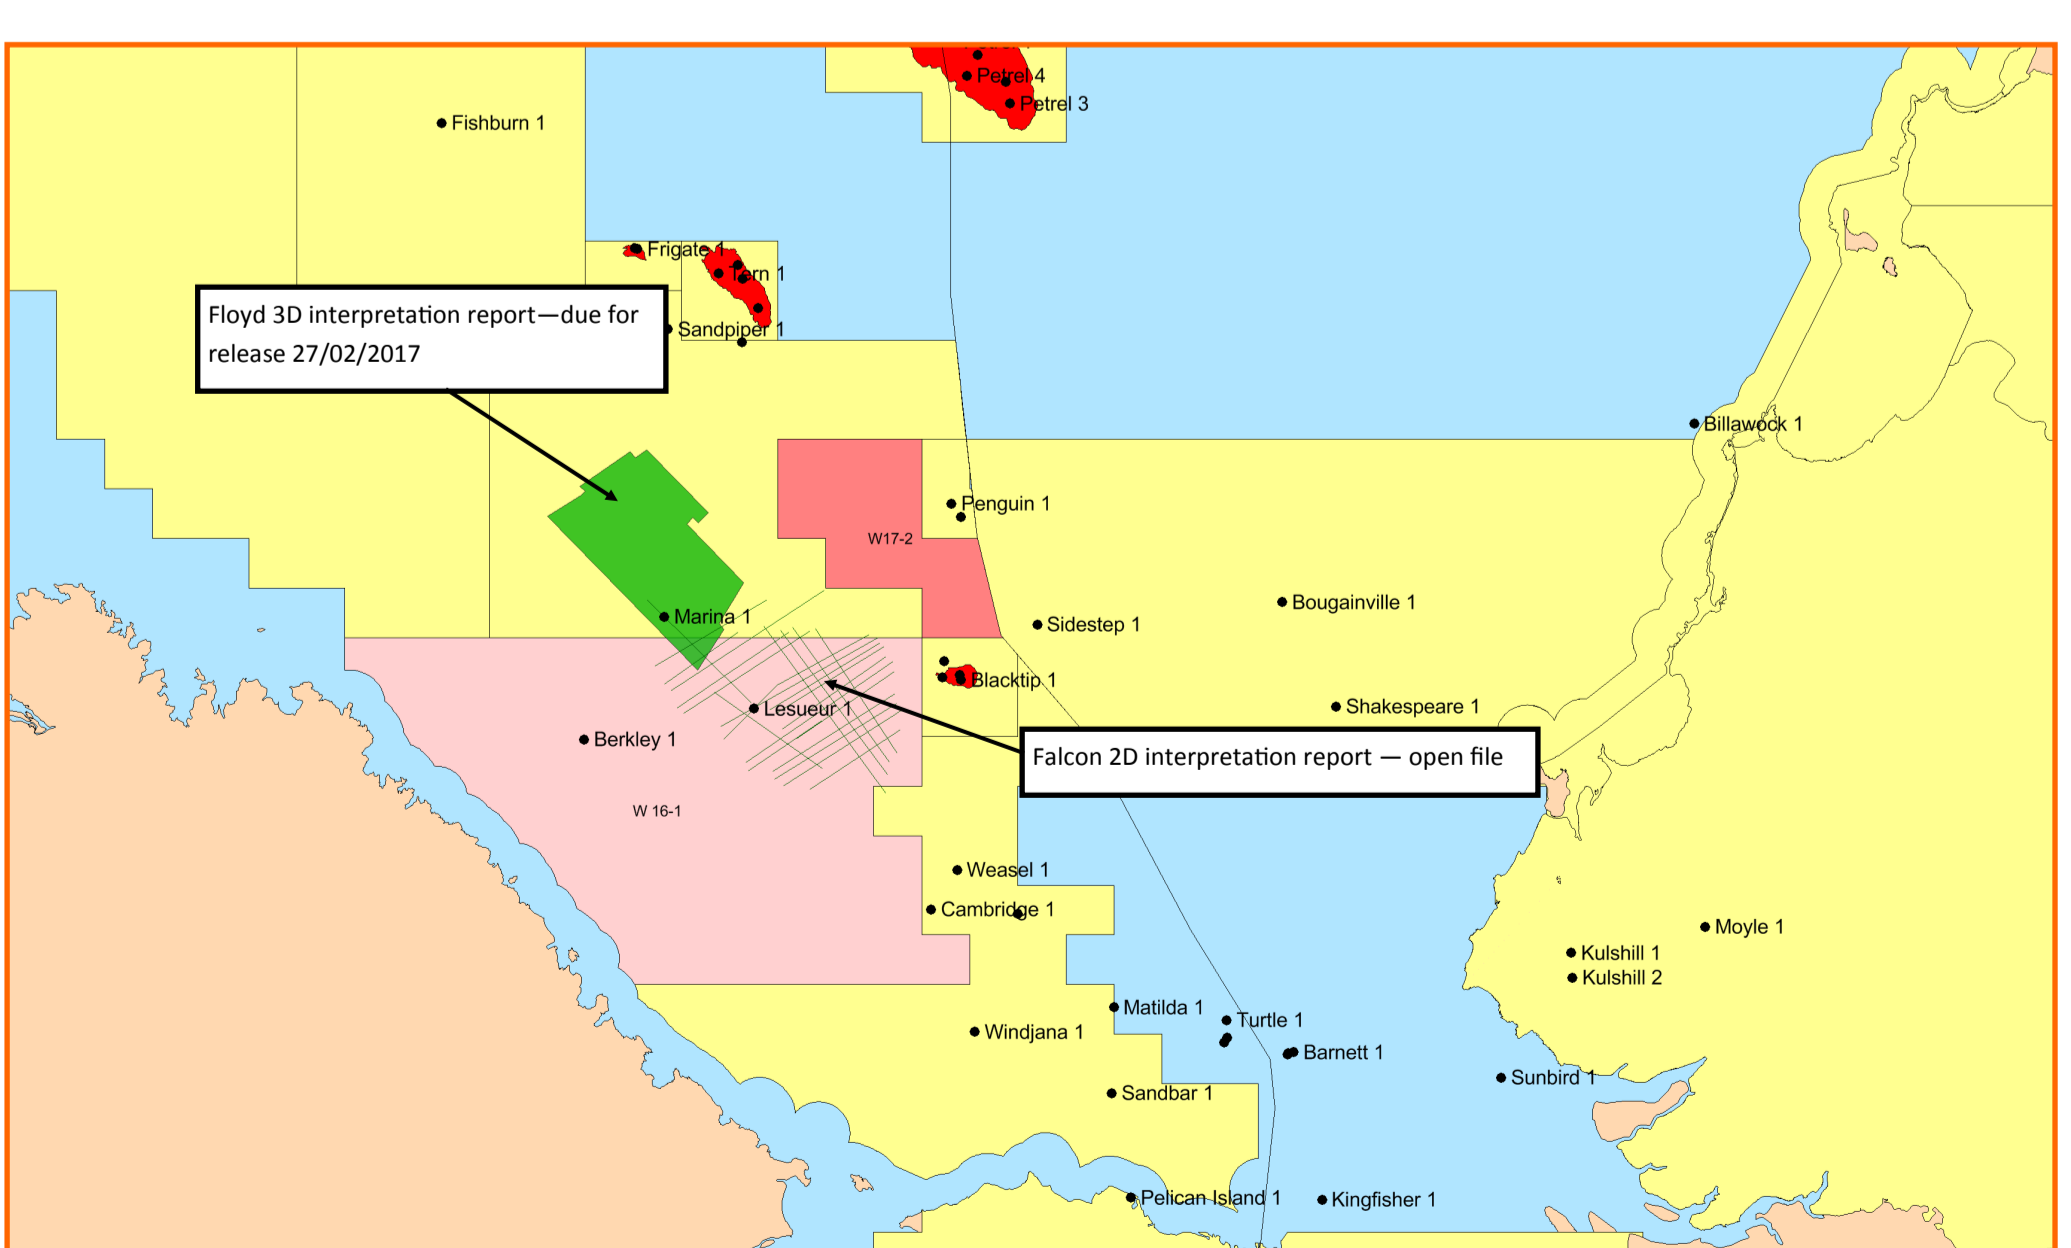 Petrel 4
Petrel 3
Fishburn 1
Frigate 1
Tern 1
Floyd 3D interpretation report—due for
release 27/02/2017
Sandpiper 1
Billawock 1
Penguin 1
W17-2
Bougainville 1
Marina 1
Sidestep 1
Blacktip 1
Lesueur 1
Shakespeare 1
Berkley 1
Falcon 2D interpretation report — open file
W 16-1
Weasel 1
Cambridge 1
Moyle 1
Kulshill 1
Kulshill 2
Matilda 1
Turtle 1
Windjana 1
Barnett 1
Sunbird 1
Sandbar 1
Pelican Island 1
Kingfisher 1